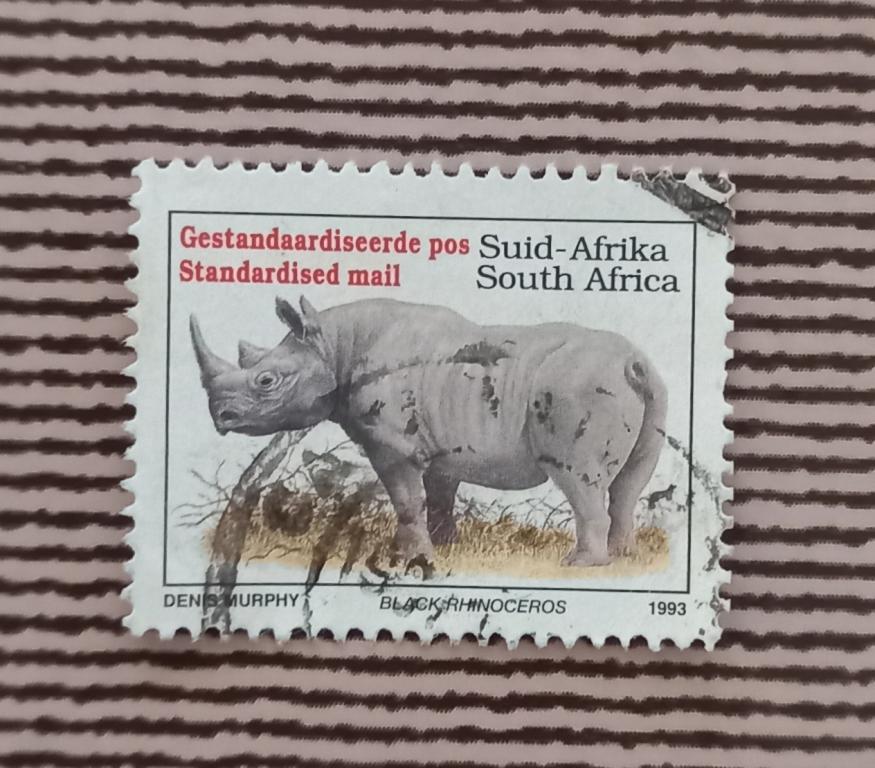 Gestandaardiseerde pos
Standardised mail
Suid-Afrika
South Africa
DENIS MURPHY
BLACK RHINOCEROS
1993